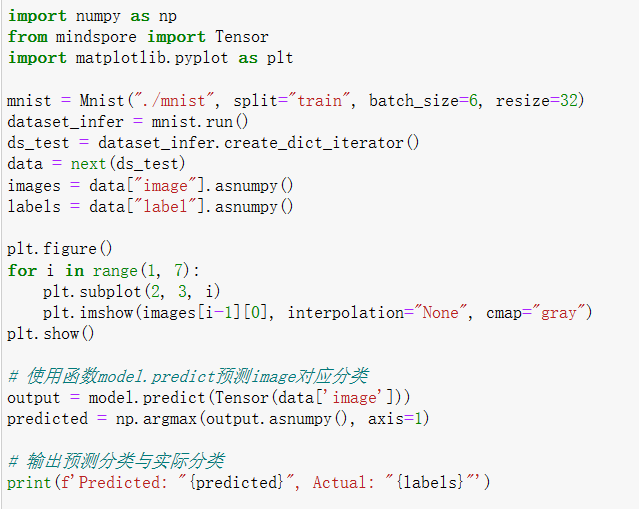 import numpy as np
from mindspore import Tensor
import matplotlib.pyplot as plt

mnist = Mnist("./mnist", split="train", batch_size=6, resize=32)
dataset_infer = mnist.run()
ds_test = dataset_infer.create_dict_iterator()
data = next(ds_test)
images = data["image"].asnumpy()
labels = data["label"].asnumpy()

plt.figure()
for i in range(1, 7):
    plt.subplot(2, 3, i)
    plt.imshow(images[i-1][0], interpolation="None", cmap="gray")
plt.show()

# 使用函数model.predict预测image对应分类
output = model.predict(Tensor(data['image']))
predicted = np.argmax(output.asnumpy(), axis=1)

# 输出预测分类与实际分类
print(f'Predicted: "{predicted}", Actual: "{labels}"')